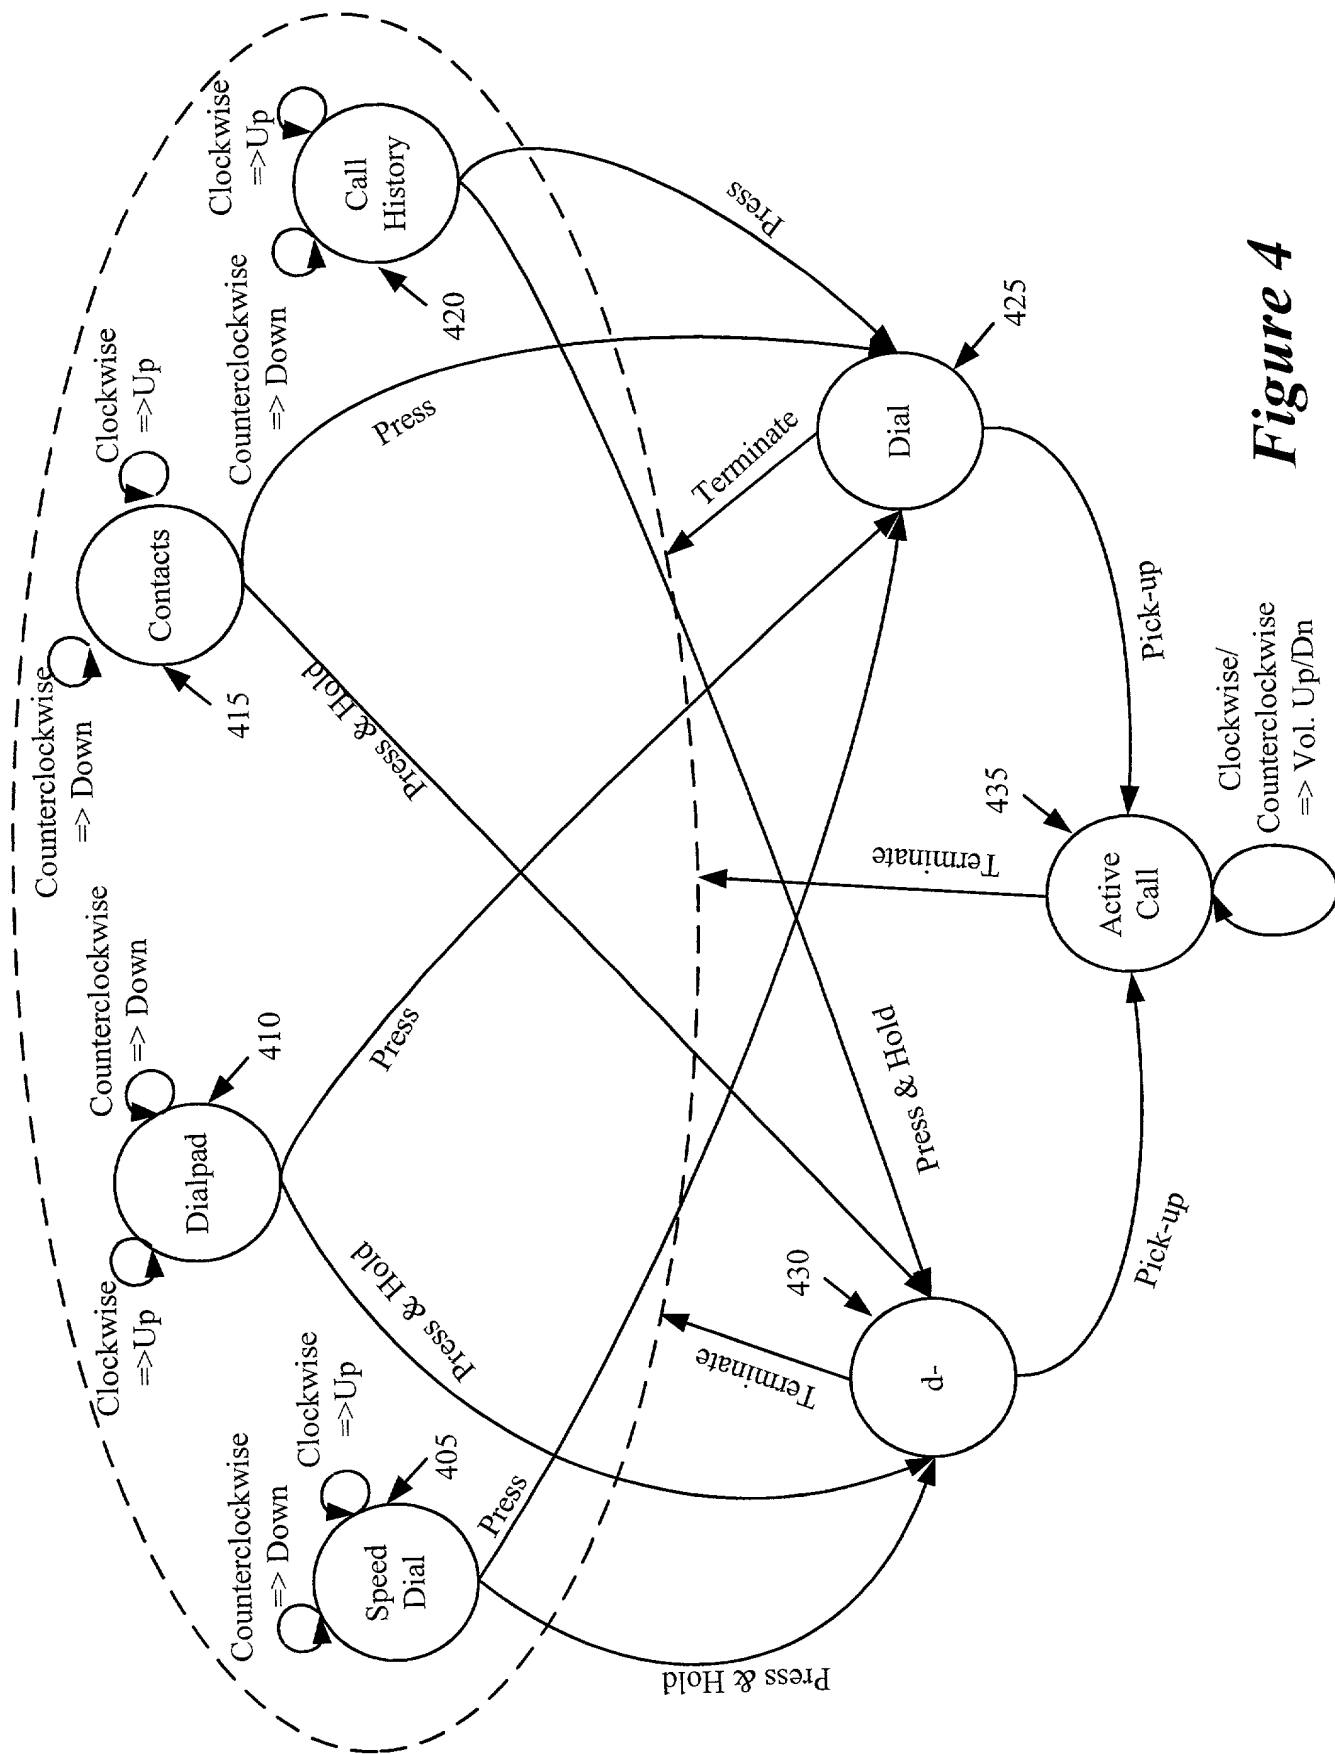 Counterclockwise
=> Down
Clockwise
=>Up
Speed
Dial
405
Clockwise
=>Up
Counterclockwise
=> Down
Dialpad
410
Counterclockwise
=> Down
Clockwise
=>Up
Contacts
415
Counterclockwise
=> Down
Clockwise
=>Up
Call
History
420
Press & Hold
Press
Press & Hold
Press
Press & Hold
Press
Press & Hold
Press
Terminate
Terminate
Terminate
430
d-
435
Active
Call
Dial
425
Pick-up
Pick-up
Clockwise/
Counterclockwise
=> Vol. Up/Dn
Figure 4